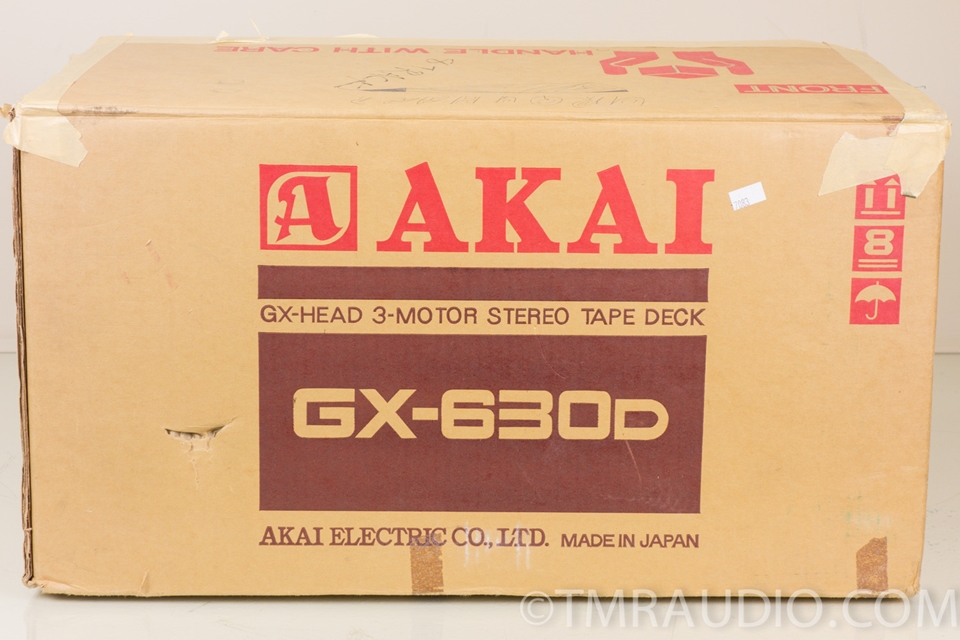 HANDLE WITH CARE
FRONT
A AKAI
8
GX-HEAD 3-MOTOR STEREO TAPE DECK
GX-630D
AKAI ELECTRIC CO., LTD. MADE IN JAPAN
©TMRAUDIO.COM